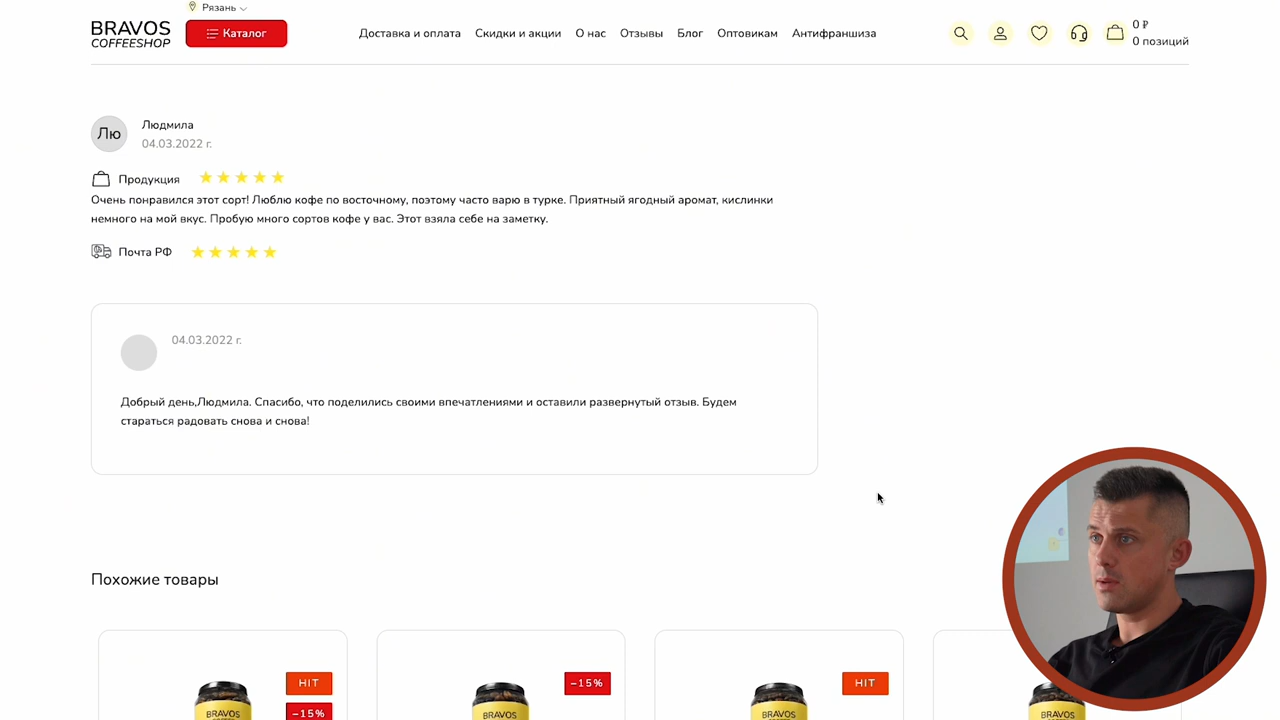 Рязань
BRAVOS
COFFEESHOP
Каталог
Доставка и оплата
Скидки и акции
О нас
Отзывы
Блог
Оптовикам
Антифраншиза
0 ₽
0 позиций
Лю
Людмила
04.03.2022 г.
Продукция
Очень понравился этот сорт! Люблю кофе по восточному, поэтому часто варю в турке. Приятный ягодный аромат, кислинки
немного на мой вкус. Пробую много сортов кофе у вас. Этот взяла себе на заметку.
Почта РФ
04.03.2022 г.
Добрый день,Людмила. Спасибо, что поделились своими впечатлениями и оставили развернутый отзыв. Будем
стараться радовать снова и снова!
Похожие товары
HIT
-15%
BRAVOS
-15%
BRAVOS
HIT
BRAVOS
BRAVOS